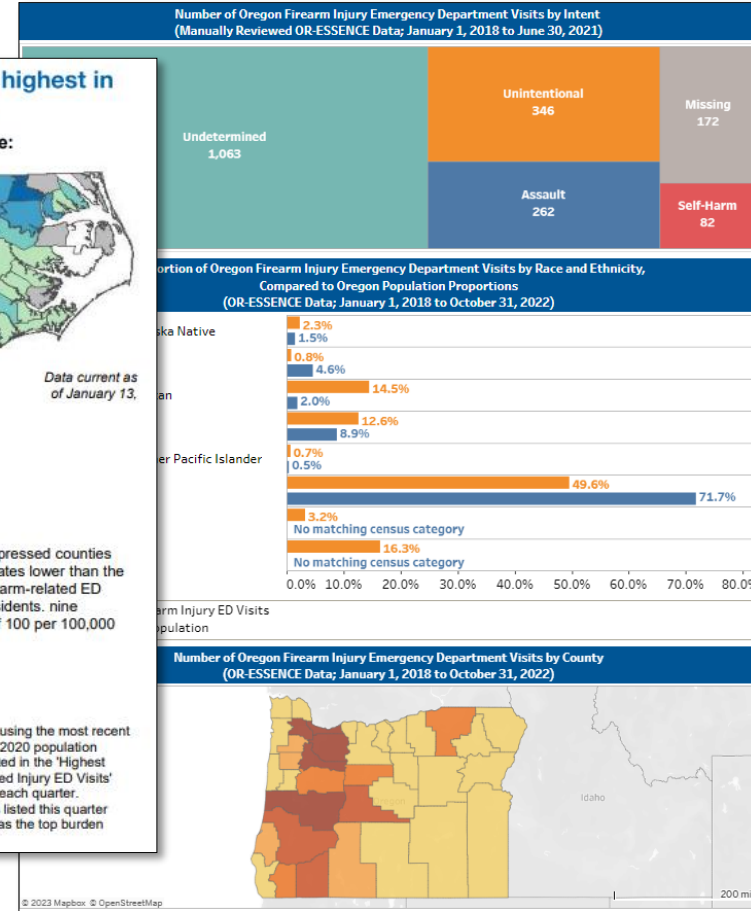 Number of Oregon Firearm Injury Emergency Department Visits by Intent
(Manually Reviewed OR-ESSENCE Data; January 1, 2018 to June 30, 2021)
Undetermined
1,063
Unintentional
346
Assault
262
Missing
172
Self-Harm
82
highest in
e:
Data current as
of January 13,
pressed counties
ates lower than the
arm-related ED
sidents. nine
100 per 100,000
using the most recent
2020 population
ted in the 'Highest
ed Injury ED Visits'
each quarter.
listed this quarter
as the top burden
ortion of Oregon Firearm Injury Emergency Department Visits by Race and Ethnicity,
Compared to Oregon Population Proportions
(OR-ESSENCE Data; January 1, 2018 to October 31, 2022)
ska Native
2.3%
1.5%
0.8%
4.6%
an
14.5%
2.0%
12.6%
8.9%
er Pacific Islander
0.7%
0.5%
49.6%
71.7%
3.2%
No matching census category
16.3%
No matching census category
0.0% 10.0% 20.0% 30.0% 40.0% 50.0% 60.0% 70.0% 80.0%
arm Injury ED Visits
opulation
Number of Oregon Firearm Injury Emergency Department Visits by County
(OR-ESSENCE Data; January 1, 2018 to October 31, 2022)
Idaho
200 mi
© 2023 Mapbox © OpenStreetMap